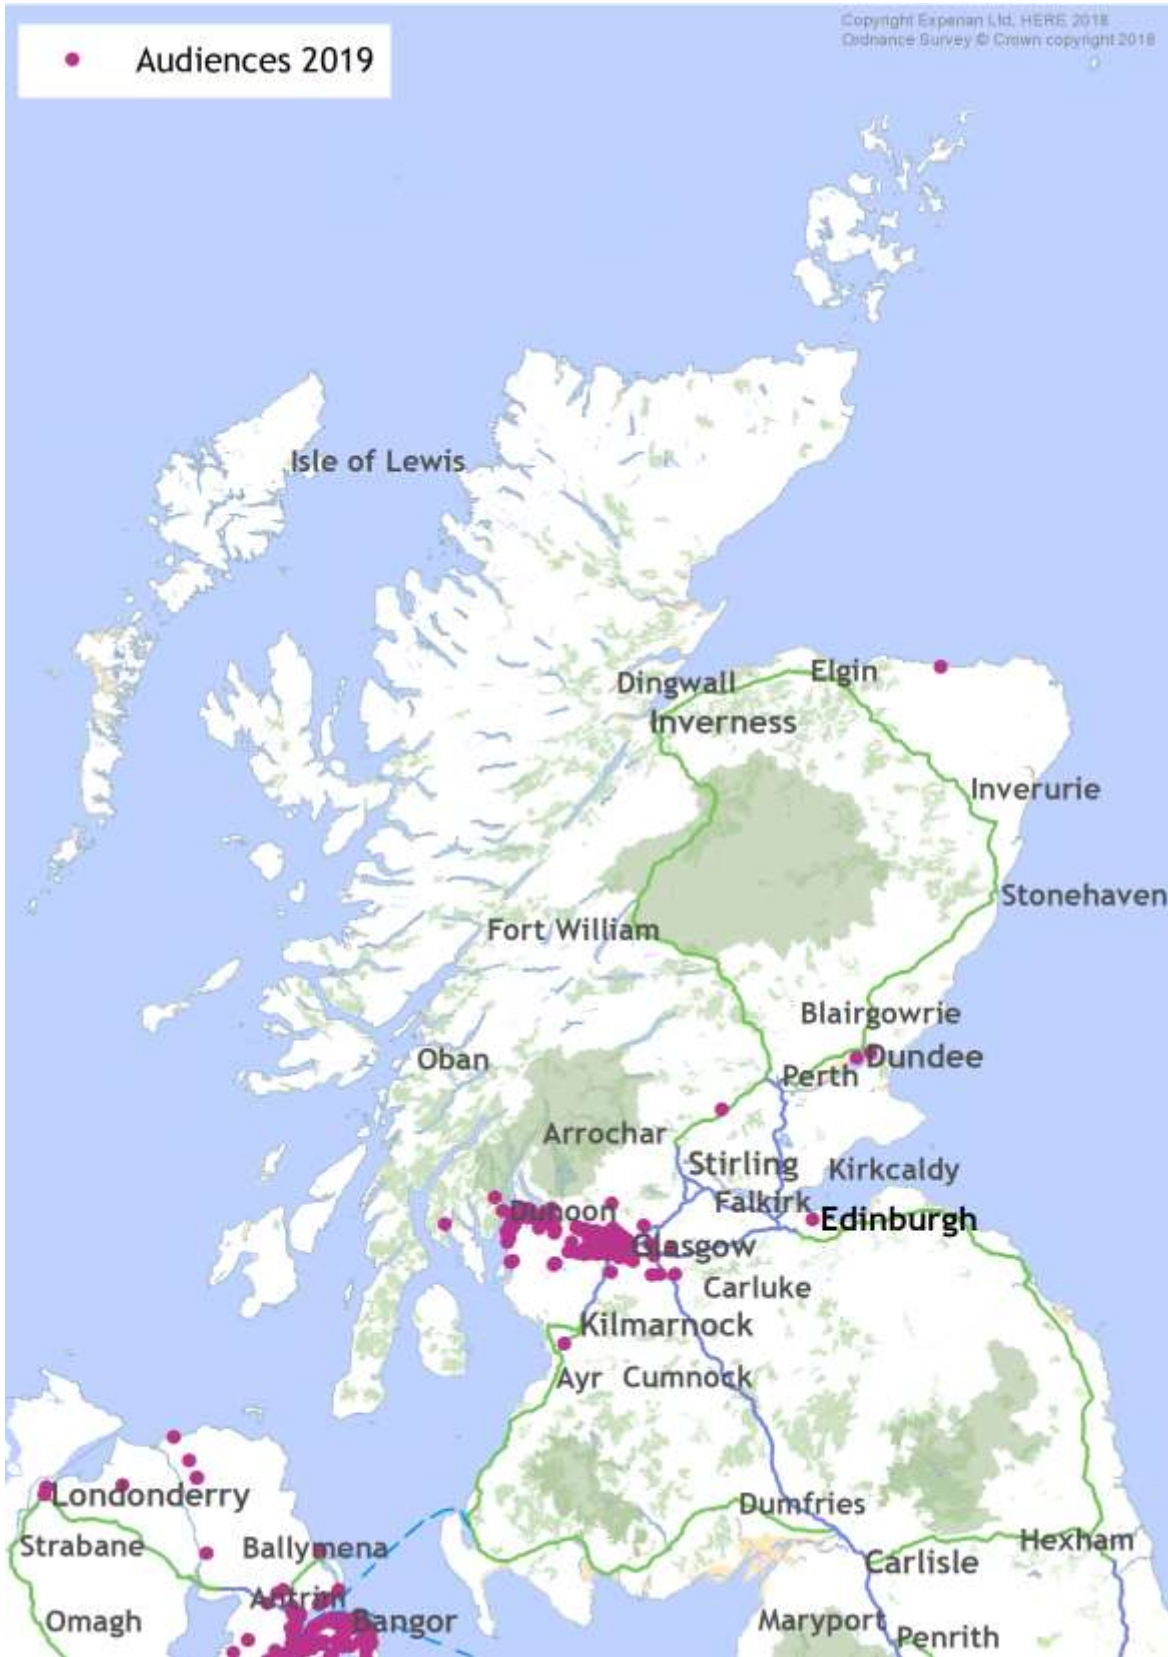 Copyright Experian Ltd, HERE 2018
Ordnance Survey © Crown copyright 2018
Audiences 2019
Isle of Lewis
Elgin
Dingwall
Inverness
Inverurie
Stonehaven
Fort William
Blairgowrie
Oban
Dundee
Perth
Arrochar
Stirling
Kirkcaldy
Falkirk
Dunoon
Edinburgh
Glasgow
Carluke
Kilmarnock
Ayr
Cumnock
Londonderry
Dumfries
Strabane
Ballymena
Hexham
Carlisle
Antrim
Omagh
Bangor
Maryport
Penrith